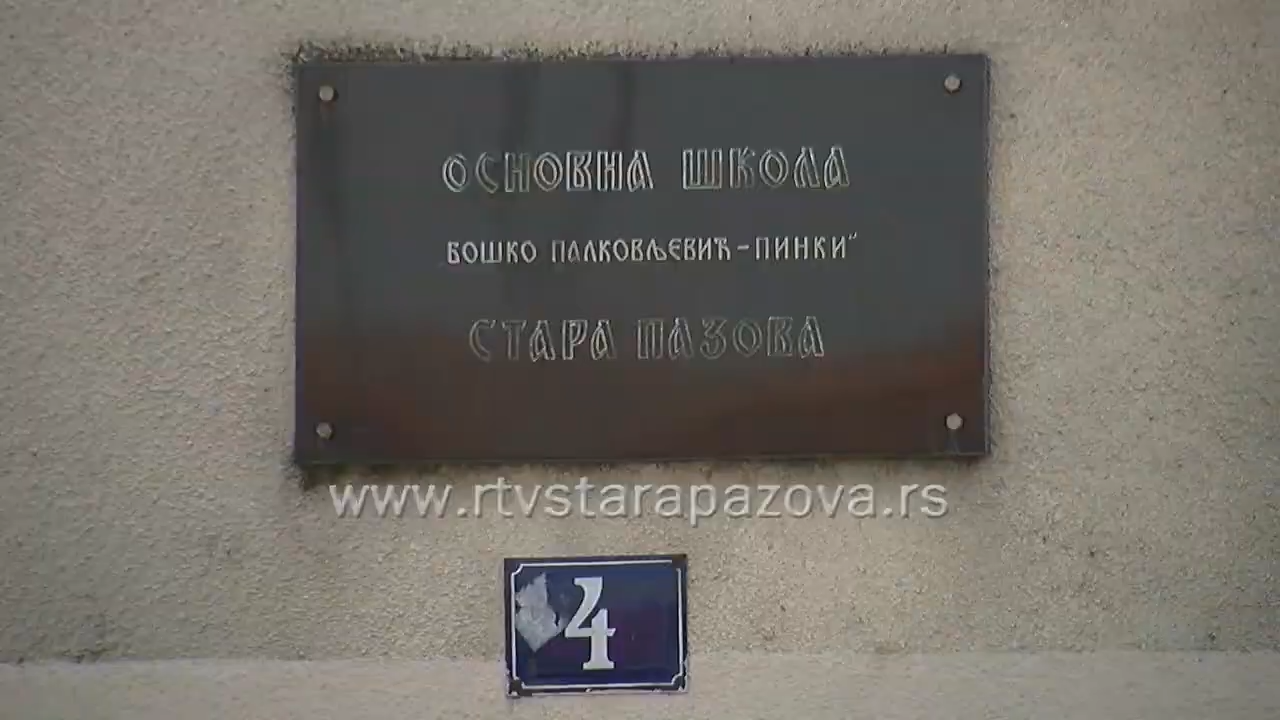 ОСНОВНА ШКОЛА
„БОШКО ПАЛКОВЉЕВИЋ-ПИНКИ"
СТАРА ПАЗОВА
www.rtvstarapazova.rs
4